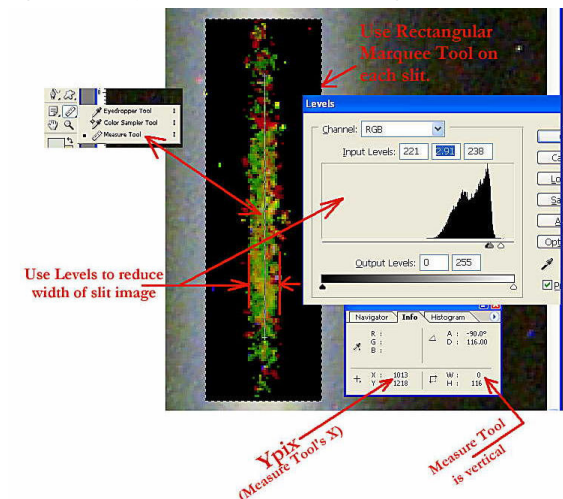 Use Rectangular
Marquee Tool on
each slit.
Eyedropper Tool I
Color Sampler Tool I
Measure Tool I
Levels
Channel: RGB
Input Levels: 221 2.91 238
Output Levels: 0 255
Use Levels to reduce
width of slit image
Navigator Info Histogram
R :
G :
B :
A : -90.0°
D : 116.00
X : 1013
Y : 1218
W : 0
H : 116
Ypix
(Measure Tool's X)
Measure Tool
is vertical